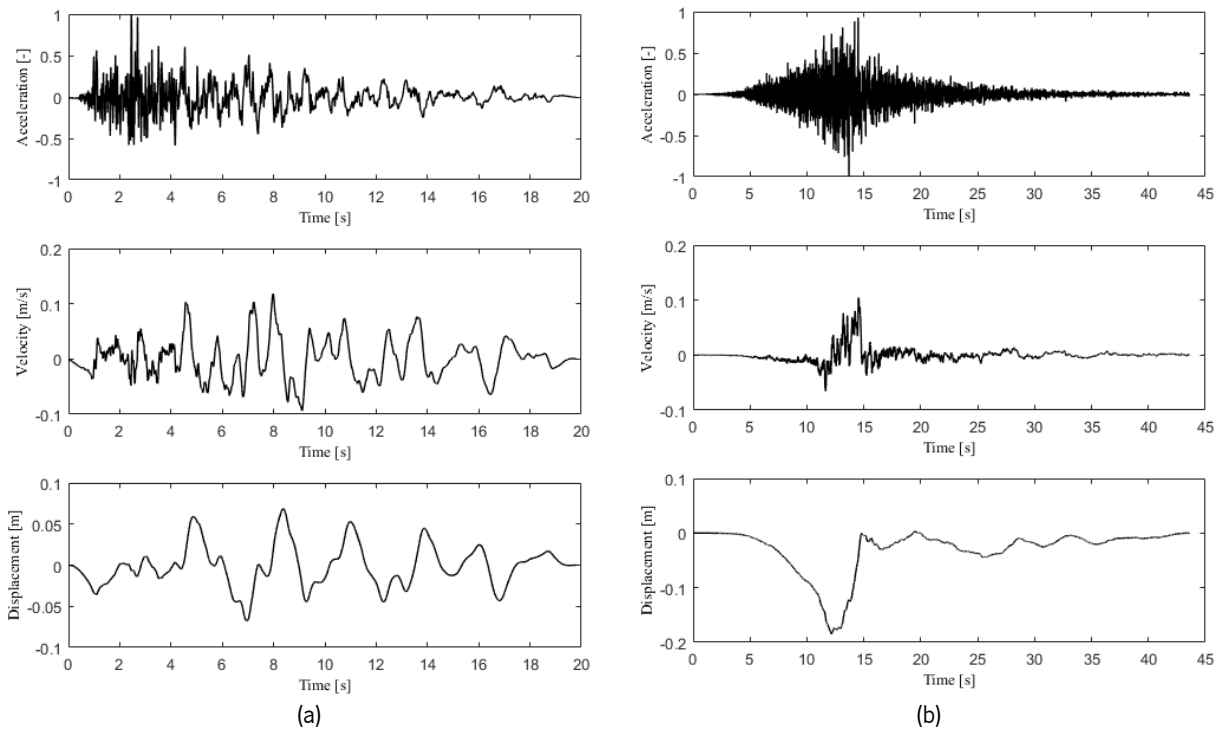 1
0.5
0
-0.5
-1
Acceleration [-]
0 2 4 6 8 10 12 14 16 18 20
Time [s]
0.2
0.1
0
-0.1
Velocity [m/s]
0 2 4 6 8 10 12 14 16 18 20
Time [s]
0.1
0.05
0
-0.05
-0.1
Displacement [m]
0 2 4 6 8 10 12 14 16 18 20
Time [s]
(a)
1
0.5
0
-0.5
-1
Acceleration [-]
0 5 10 15 20 25 30 35 40 45
Time [s]
0.2
0.1
0
-0.1
Velocity [m/s]
0 5 10 15 20 25 30 35 40 45
Time [s]
0.1
0
-0.1
-0.2
Displacement [m]
0 5 10 15 20 25 30 35 40 45
Time [s]
(b)